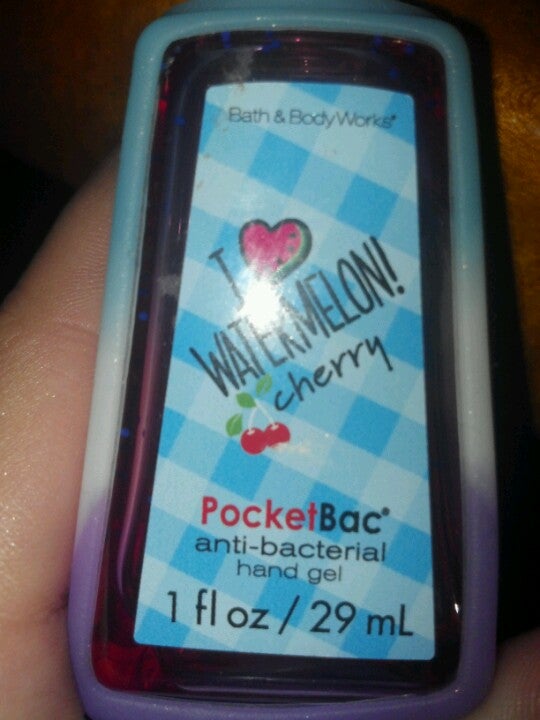 Bath & Body Works®
I
WATERMELON!
cherry
PocketBac®
anti-bacterial
hand gel
1 fl oz / 29 mL